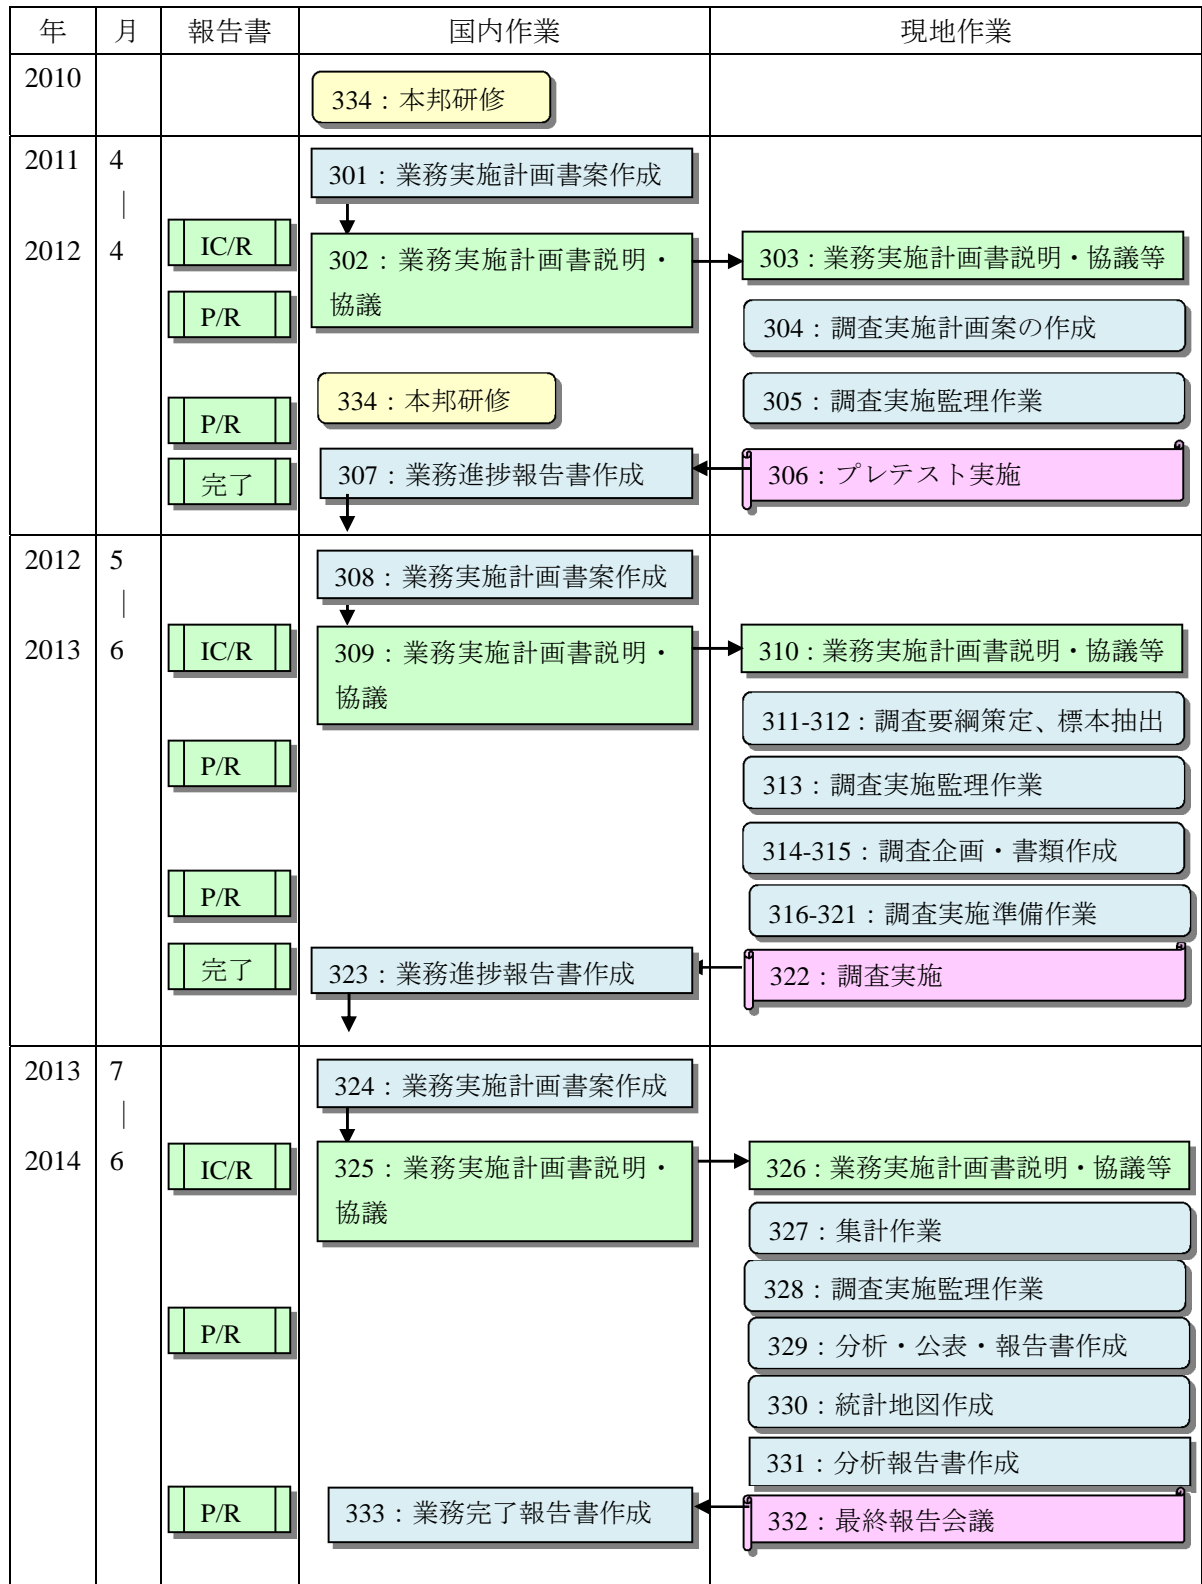 年 月 報告書 国内作業 現地作業
2010
334：本邦研修
2011 4
301：業務実施計画書案作成
｜
2012 4
IC/R
302：業務実施計画書説明・
協議
303：業務実施計画書説明・協議等
P/R
304：調査実施計画案の作成
334：本邦研修
305：調査実施監理作業
P/R
完了
307：業務進捗報告書作成
306：プレテスト実施
2012 5
308：業務実施計画書案作成
｜
2013 6
IC/R
309：業務実施計画書説明・
協議
310：業務実施計画書説明・協議等
311-312：調査要綱策定、標本抽出
P/R
313：調査実施監理作業
314-315：調査企画・書類作成
P/R
316-321：調査実施準備作業
完了
323：業務進捗報告書作成
322：調査実施
2013 7
324：業務実施計画書案作成
｜
2014 6
IC/R
325：業務実施計画書説明・
協議
326：業務実施計画書説明・協議等
327：集計作業
328：調査実施監理作業
P/R
329：分析・公表・報告書作成
330：統計地図作成
331：分析報告書作成
P/R
333：業務完了報告書作成
332：最終報告会議